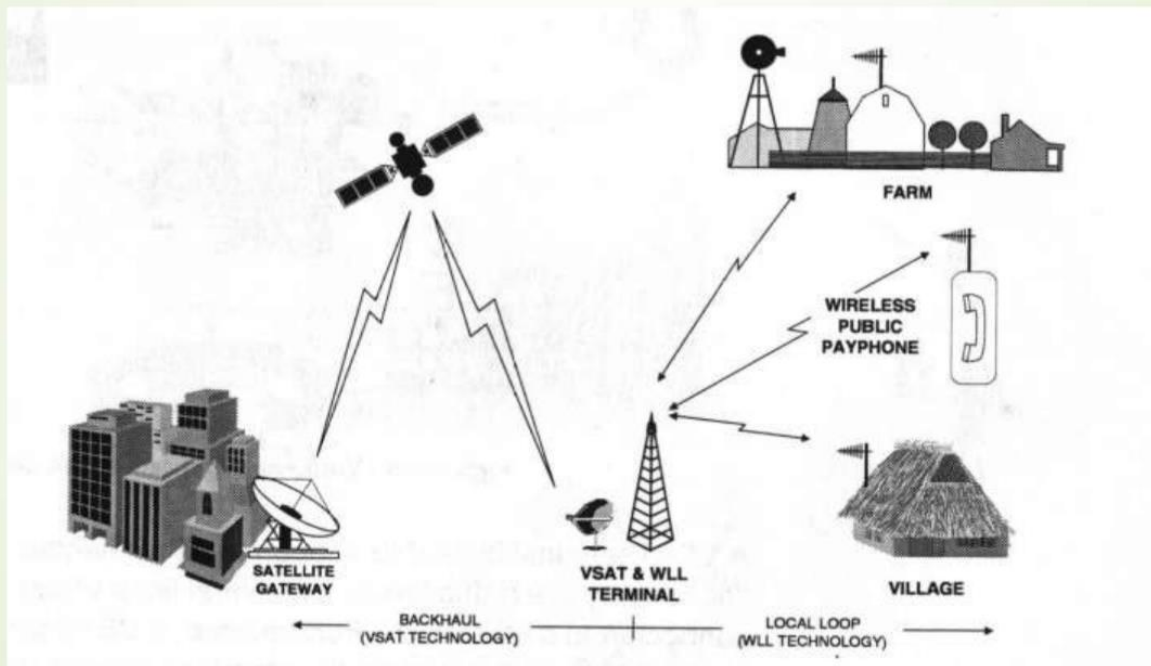 FARM
WIRELESS
PUBLIC
PAYPHONE
SATELLITE
GATEWAY
VSAT & WLL
TERMINAL
VILLAGE
BACKHAUL
(VSAT TECHNOLOGY)
LOCAL LOOP
(WLL TECHNOLOGY)